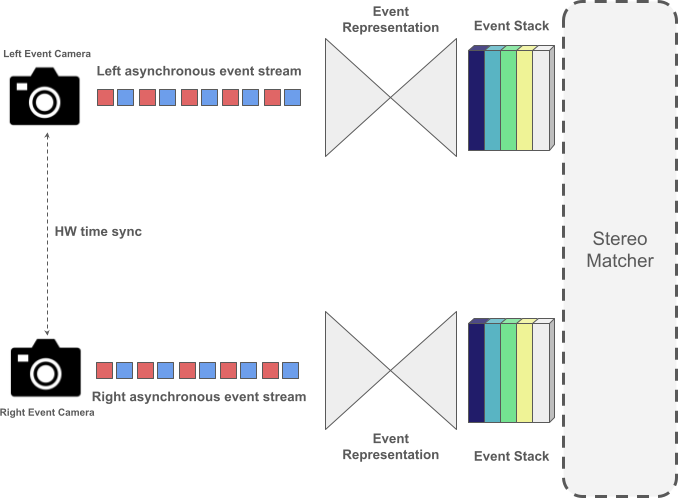 Event
Representation
Event Stack
Left Event Camera
Left asynchronous event stream
HW time sync
Stereo
Matcher
Right asynchronous event stream
Right Event Camera
Event
Representation
Event Stack